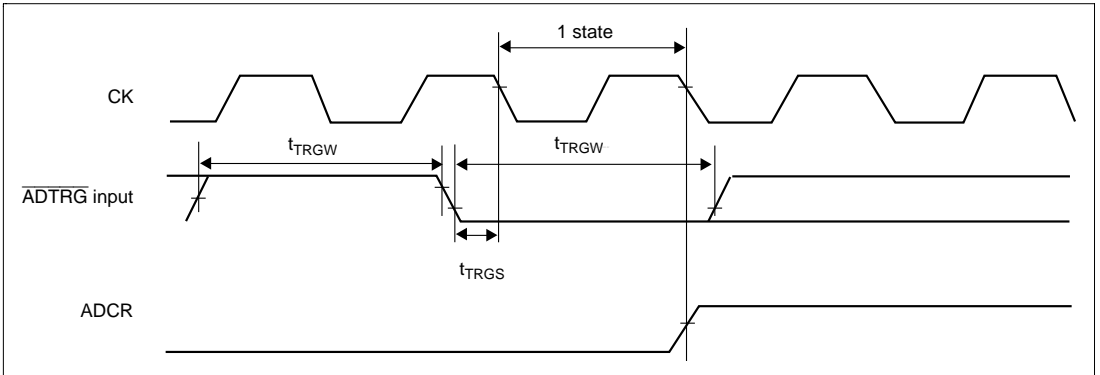 1 state
CK
tTRGW
tTRGW
ADTRG input
tTRGS
ADCR